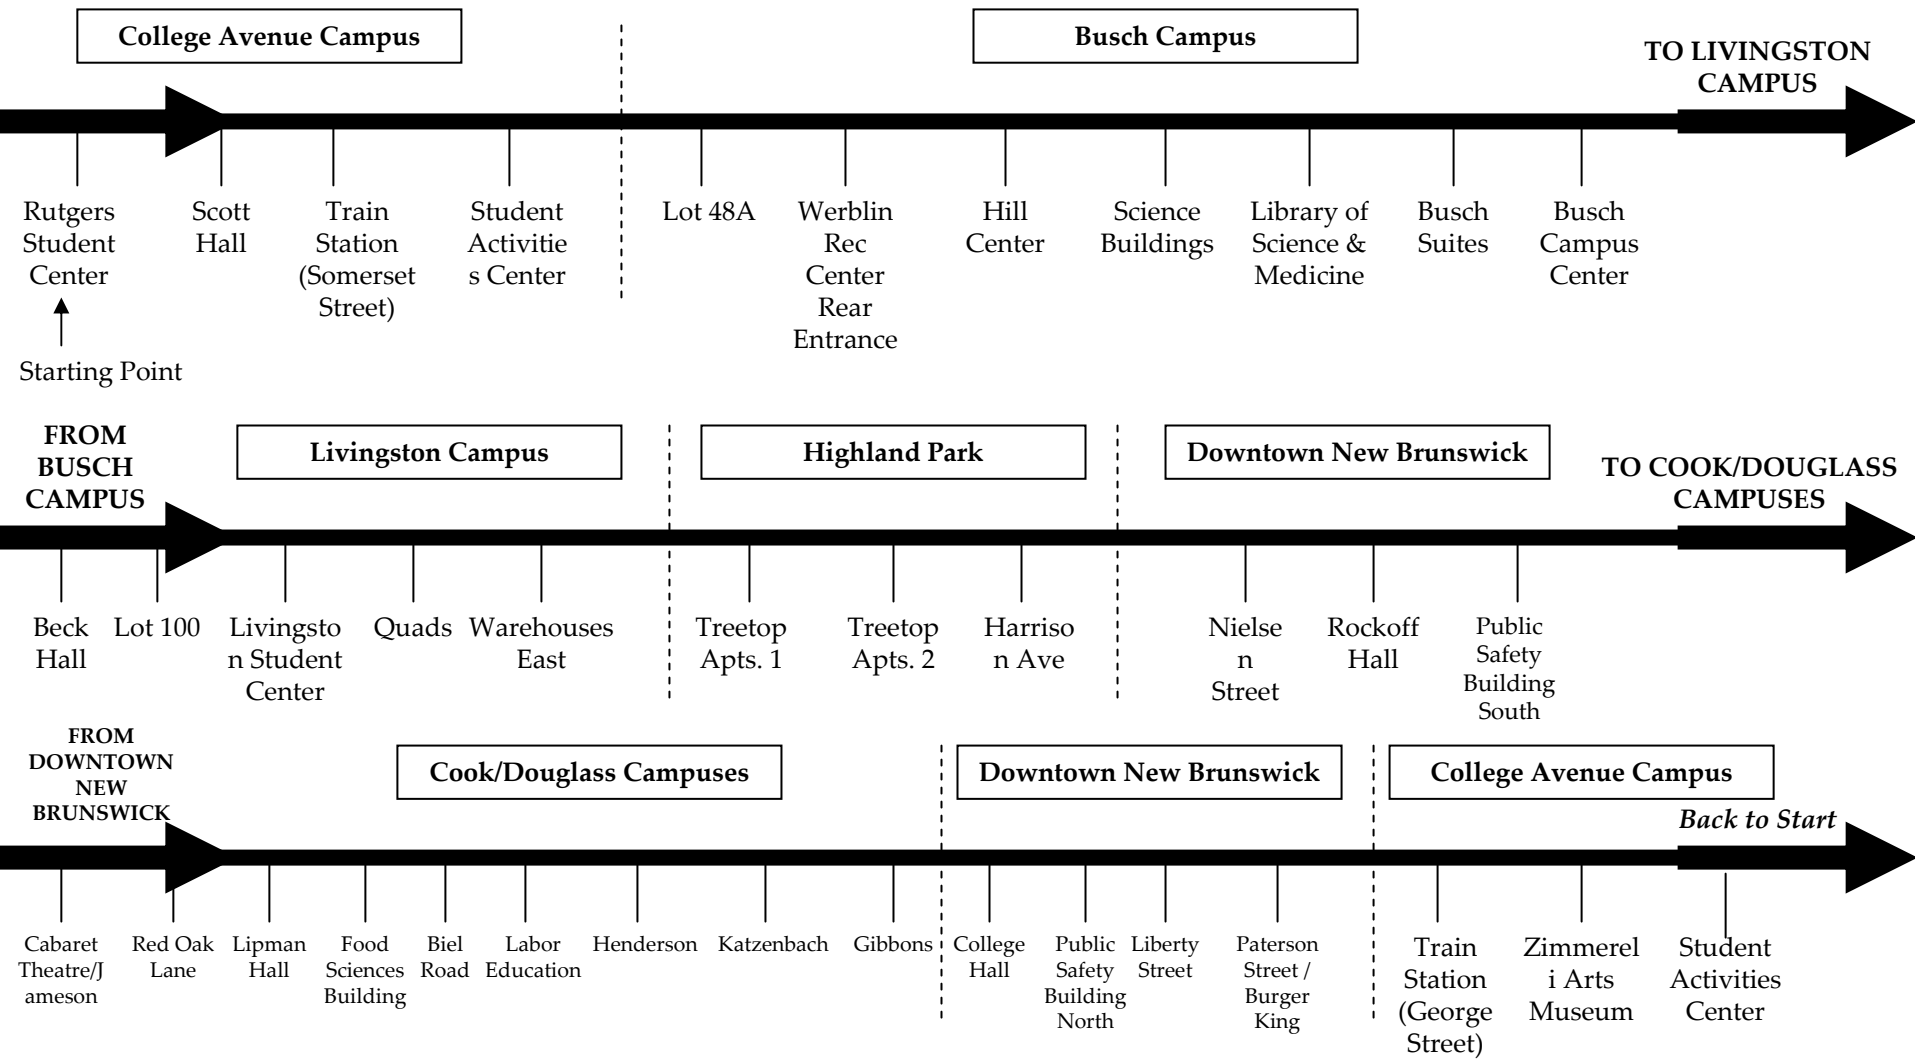 College Avenue Campus
Busch Campus
TO LIVINGSTON
CAMPUS
Rutgers
Student
Center
Scott
Hall
Train
Station
(Somerset
Street)
Student
Activitie
s Center
Lot 48A
Werblin
Rec
Center
Rear
Entrance
Hill
Center
Science
Buildings
Library of
Science &
Medicine
Busch
Suites
Busch
Campus
Center
Starting Point
FROM
BUSCH
CAMPUS
Livingston Campus
Highland Park
Downtown New Brunswick
TO COOK/DOUGLASS
CAMPUSES
Beck
Hall
Lot 100
Livingsto
n Student
Center
Quads
Warehouses
East
Treetop
Apts. 1
Treetop
Apts. 2
Harriso
n Ave
Nielse
n
Street
Rockoff
Hall
Public
Safety
Building
South
FROM
DOWNTOWN
NEW
BRUNSWICK
Cook/Douglass Campuses
Downtown New Brunswick
College Avenue Campus
Back to Start
Cabaret
Theatre/J
ameson
Red Oak
Lane
Lipman
Hall
Food
Sciences
Building
Biel
Road
Labor
Education
Henderson
Katzenbach
Gibbons
College
Hall
Public
Safety
Building
North
Liberty
Street
Paterson
Street /
Burger
King
Train
Station
(George
Street)
Zimmerel
i Arts
Museum
Student
Activities
Center